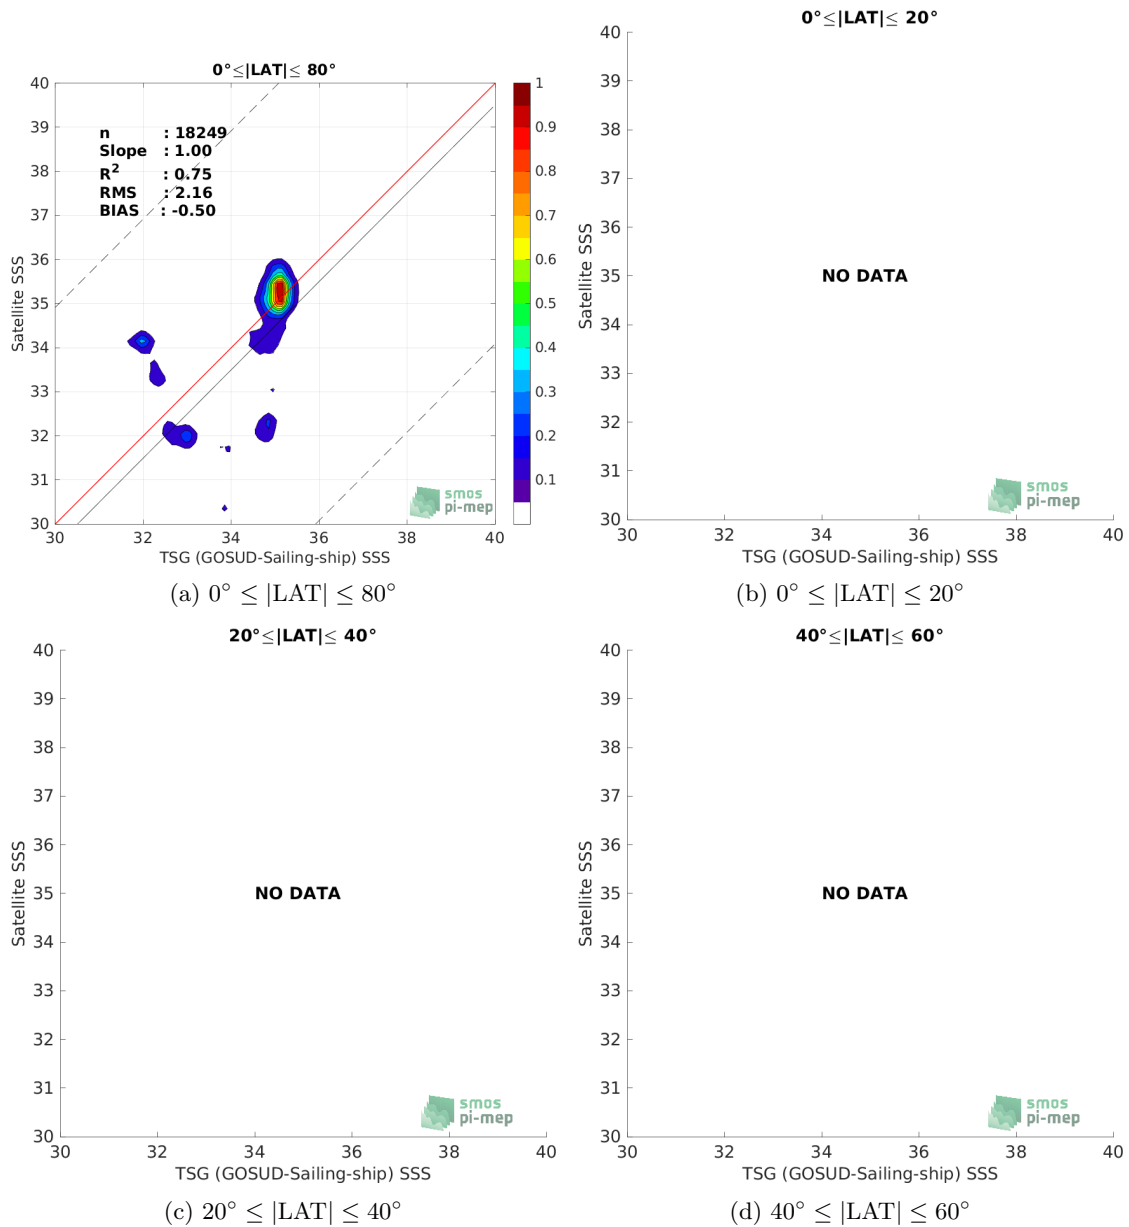 0°≤|LAT|≤ 80°
40
39
38
37
36
35
34
33
32
31
30
Satellite SSS
n : 18249
Slope : 1.00
R² : 0.75
RMS : 2.16
BIAS : -0.50
smos
pi-mep
1
0.9
0.8
0.7
0.6
0.5
0.4
0.3
0.2
0.1
30 32 34 36 38 40
TSG (GOSUD-Sailing-ship) SSS
(a) 0° ≤ |LAT| ≤ 80°
0°≤|LAT|≤ 20°
40
39
38
37
36
35
34
33
32
31
30
Satellite SSS
NO DATA
smos
pi-mep
30 32 34 36 38 40
TSG (GOSUD-Sailing-ship) SSS
(b) 0° ≤ |LAT| ≤ 20°
20°≤|LAT|≤ 40°
40
39
38
37
36
35
34
33
32
31
30
Satellite SSS
NO DATA
smos
pi-mep
30 32 34 36 38 40
TSG (GOSUD-Sailing-ship) SSS
(c) 20° ≤ |LAT| ≤ 40°
40°≤|LAT|≤ 60°
40
39
38
37
36
35
34
33
32
31
30
Satellite SSS
NO DATA
smos
pi-mep
30 32 34 36 38 40
TSG (GOSUD-Sailing-ship) SSS
(d) 40° ≤ |LAT| ≤ 60°